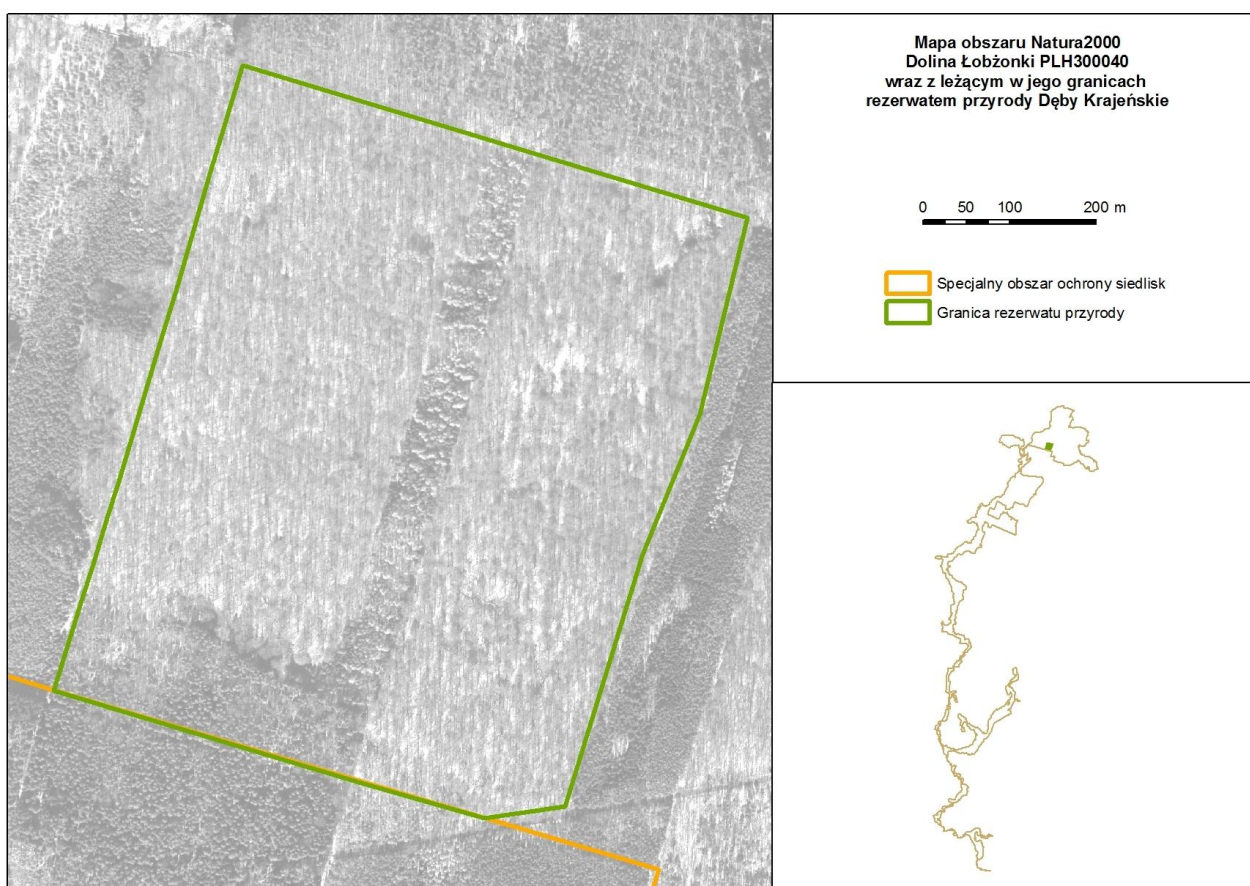 Mapa obszaru Natura2000
Dolina Łobżonki PLH300040
wraz z leżącym w jego granicach
rezerwatem przyrody Dęby Krajeńskie
0 50 100 200 m
Specjalny obszar ochrony siedlisk
Granica rezerwatu przyrody